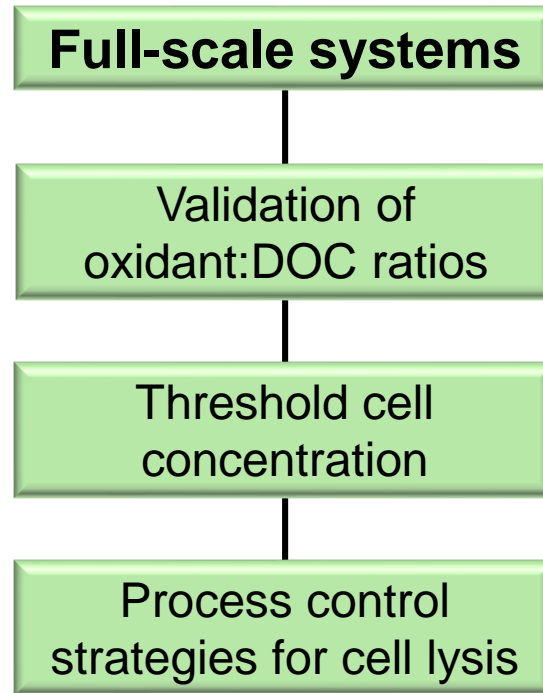 Full-scale systems
Validation of
oxidant:DOC ratios
Threshold cell
concentration
Process control
strategies for cell lysis